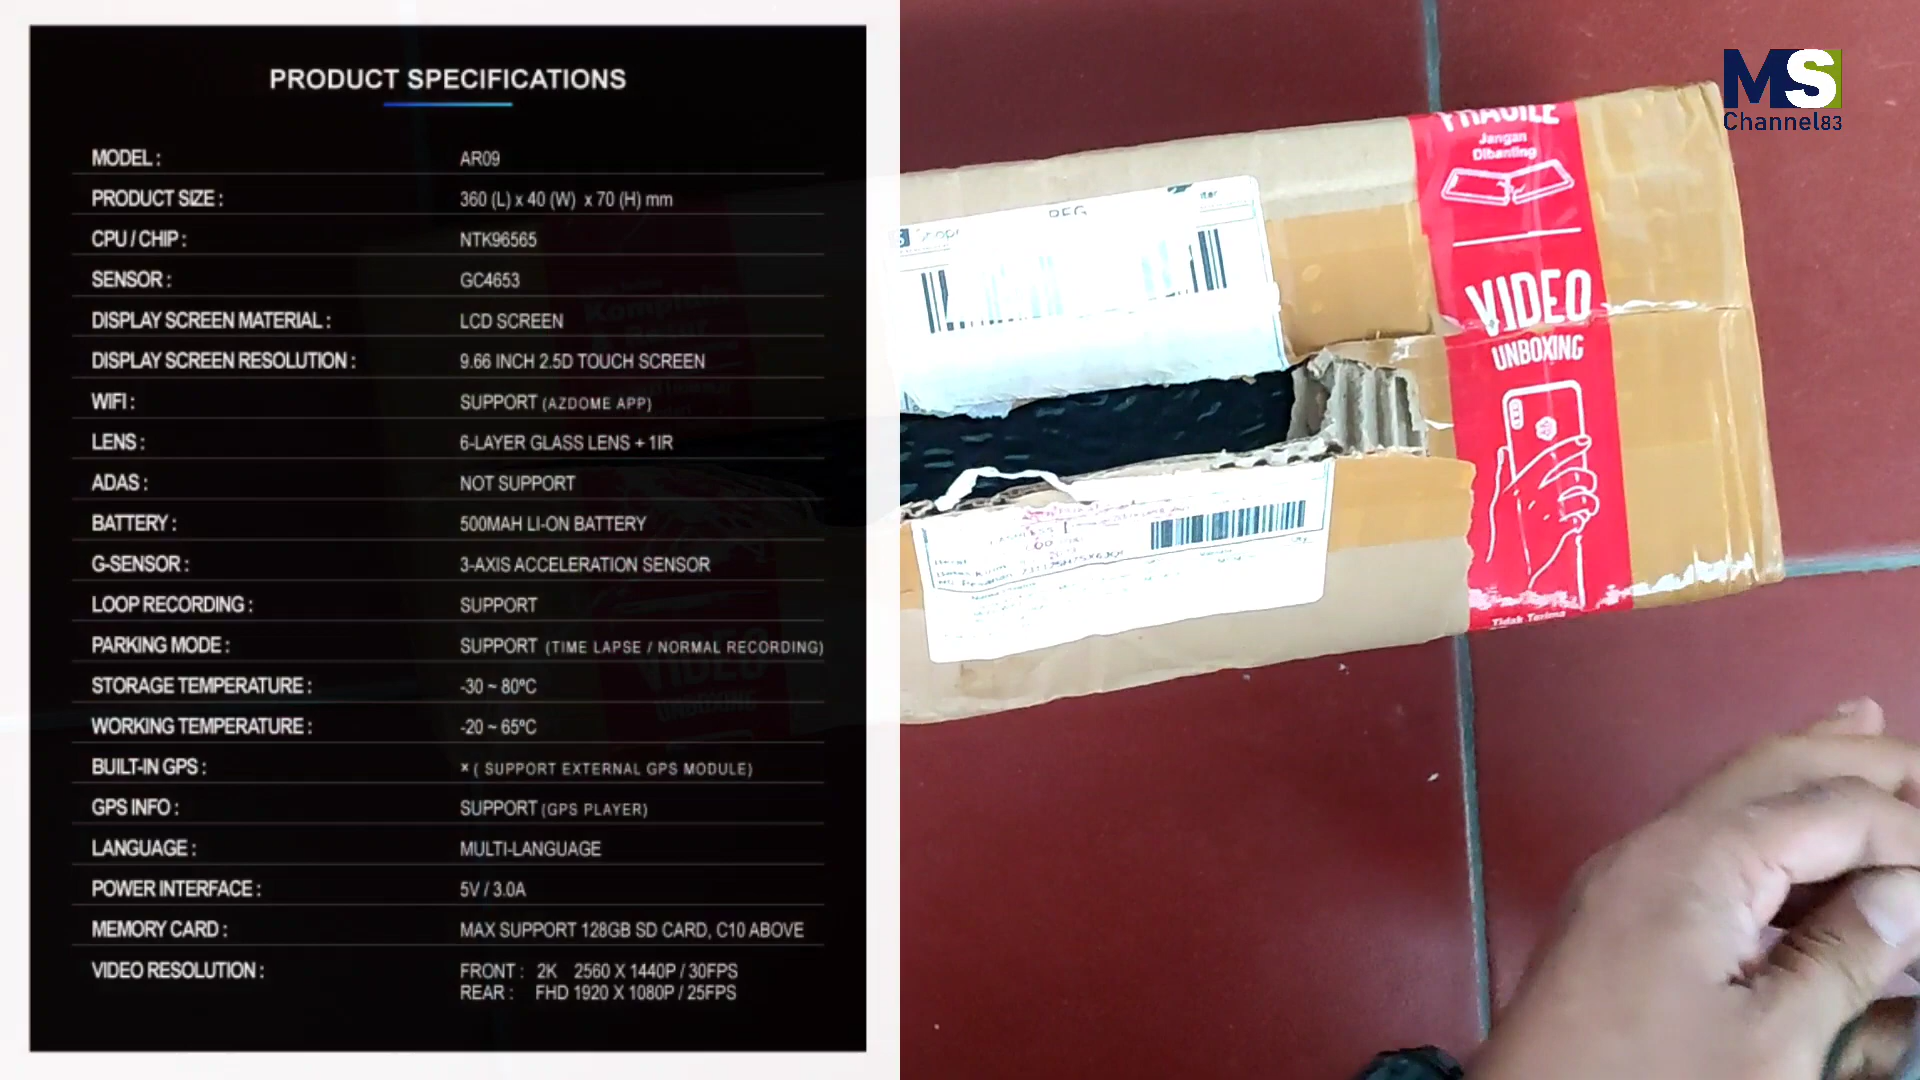 PRODUCT SPECIFICATIONS
MODEL : AR09
PRODUCT SIZE : 360 (L) x 40 (W) x 70 (H) mm
CPU / CHIP : NTK96565
SENSOR : GC4653
DISPLAY SCREEN MATERIAL : LCD SCREEN
DISPLAY SCREEN RESOLUTION : 9.66 INCH 2.5D TOUCH SCREEN
WIFI : SUPPORT (AZDOME APP)
LENS : 6-LAYER GLASS LENS + 1IR
ADAS : NOT SUPPORT
BATTERY : 500MAH LI-ON BATTERY
G-SENSOR : 3-AXIS ACCELERATION SENSOR
LOOP RECORDING : SUPPORT
PARKING MODE : SUPPORT (TIME LAPSE / NORMAL RECORDING)
STORAGE TEMPERATURE : -30 ~ 80ºC
WORKING TEMPERATURE : -20 ~ 65ºC
BUILT-IN GPS : × ( SUPPORT EXTERNAL GPS MODULE)
GPS INFO : SUPPORT (GPS PLAYER)
LANGUAGE : MULTI-LANGUAGE
POWER INTERFACE : 5V / 3.0A
MEMORY CARD : MAX SUPPORT 128GB SD CARD, C10 ABOVE
VIDEO RESOLUTION : FRONT : 2K 2560 X 1440P / 30FPS
REAR : FHD 1920 X 1080P / 25FPS
MS
Channel83
FRAGILE
Jangan
Dibanting
VIDEO
UNBOXING
Tidak Terima
REG